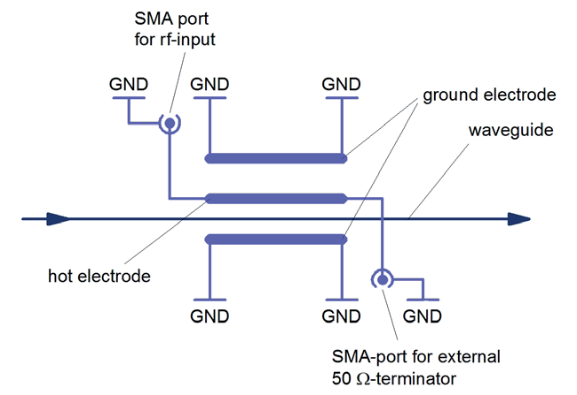 SMA port
for rf-input
GND
GND
GND
ground electrode
waveguide
hot electrode
GND
GND
GND
SMA-port for external
50 Ω-terminator